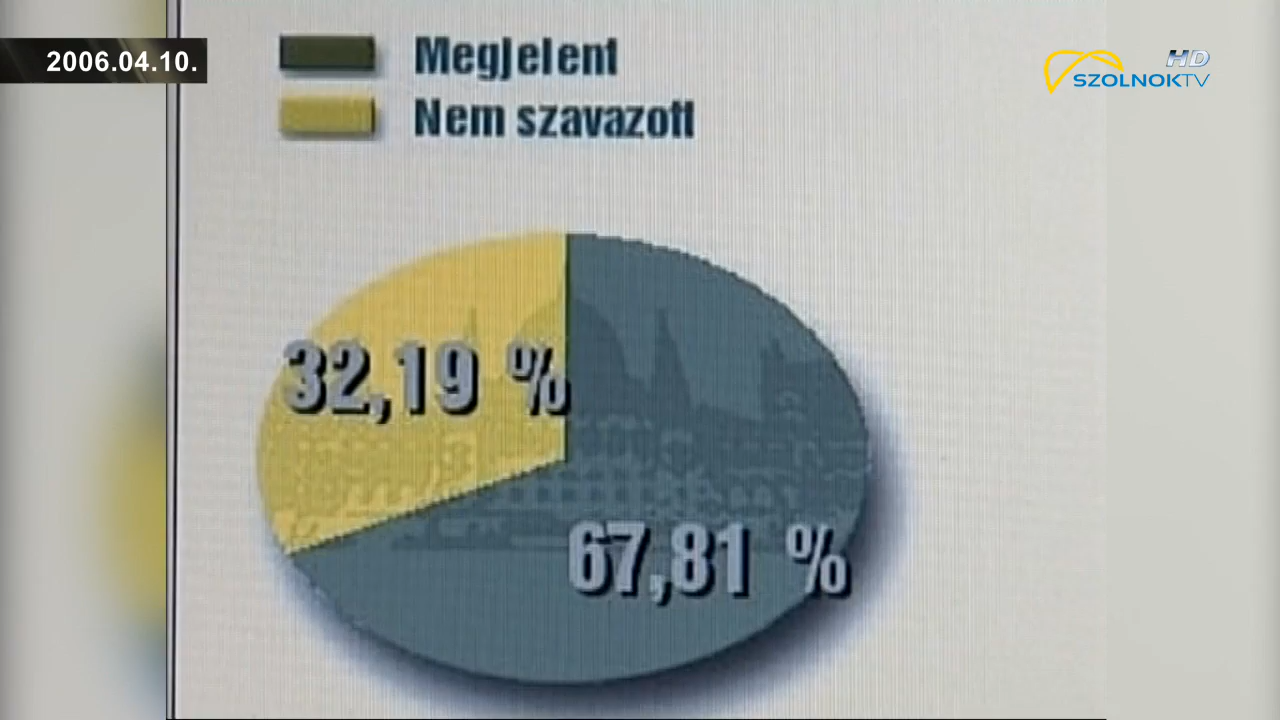 2006.04.10.
HD
SZOLNOKTV
Megjelent
Nem szavazott
32,19 %
67,81 %